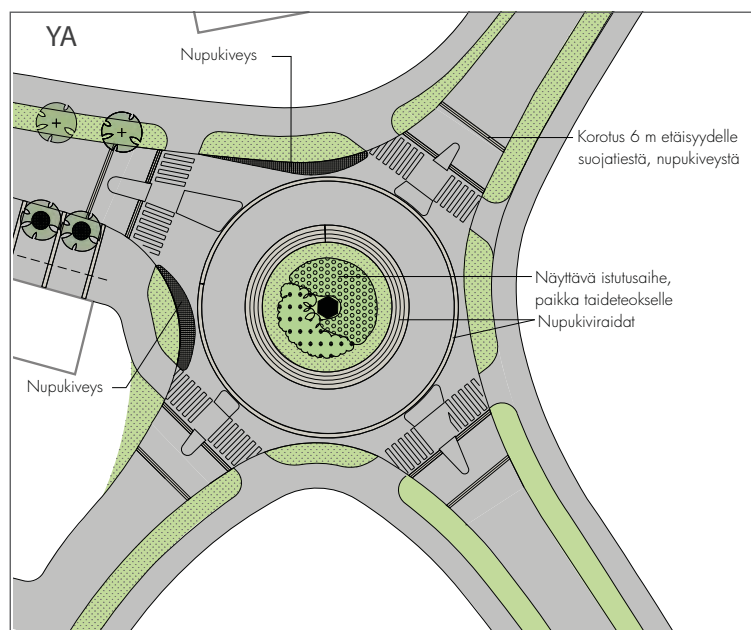 YA
Nupukiveys
Korotus 6 m etäisyydelle
suojatiestä, nupukiveystä
Näyttävä istutusaihe,
paikka taideteokselle
Nupukiviraidat
Nupukiveys